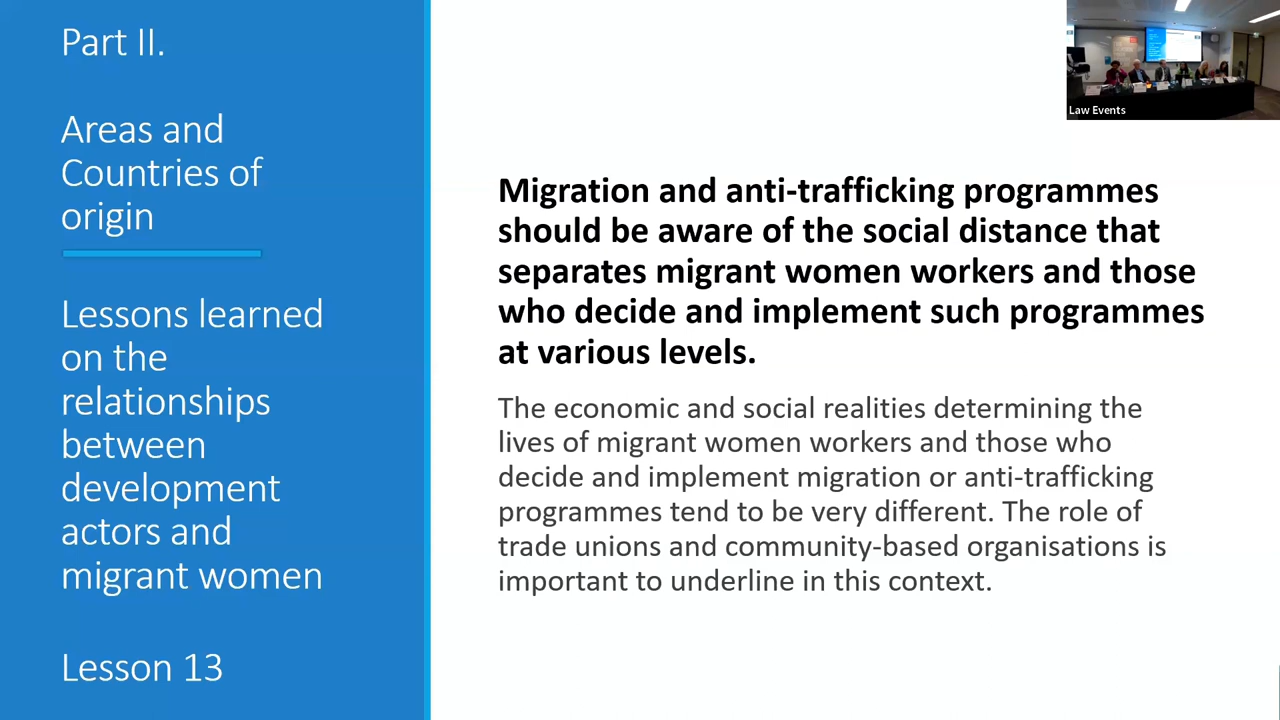 Part II.
Areas and
Countries of
origin
Lessons learned
on the
relationships
between
development
actors and
migrant women
Lesson 13
Migration and anti-trafficking programmes
should be aware of the social distance that
separates migrant women workers and those
who decide and implement such programmes
at various levels.
The economic and social realities determining the
lives of migrant women workers and those who
decide and implement migration or anti-trafficking
programmes tend to be very different. The role of
trade unions and community-based organisations is
important to underline in this context.
Law Events